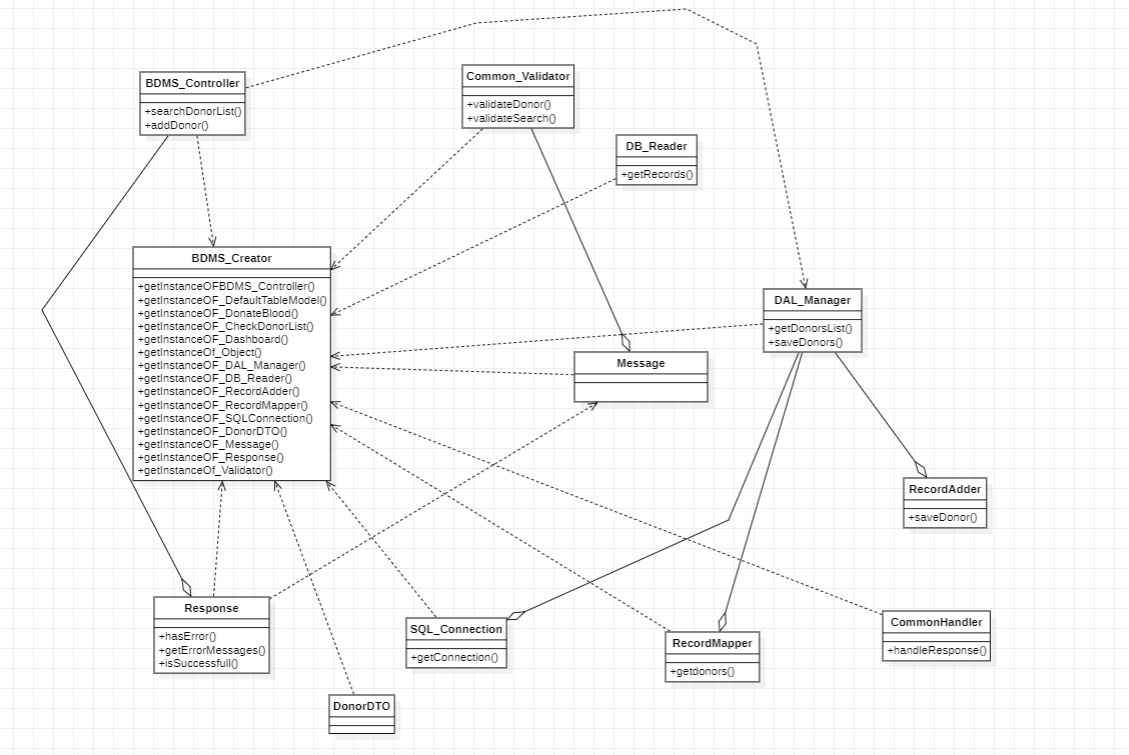 BDMS_Controller
+searchDonorList()
+addDonor()
Common_Validator
+validateDonor()
+validateSearch()
DB_Reader
+getRecords()
BDMS_Creator
+getInstanceOFBDMS_Controller()
+getInstanceOF_DefaultTableModel()
+getInstanceOF_DonateBlood()
+getInstanceOF_CheckDonorList()
+getInstanceOF_Dashboard()
+getInstanceOf_Object()
+getInstanceOF_DAL_Manager()
+getInstanceOF_DB_Reader()
+getInstanceOF_RecordAdder()
+getInstanceOF_RecordMapper()
+getInstanceOF_SQLConnection()
+getInstanceOF_DonorDTO()
+getInstanceOF_Message()
+getInstanceOF_Response()
+getInstanceOf_Validator()
DAL_Manager
+getDonorsList()
+saveDonors()
Message
RecordAdder
+saveDonor()
Response
+hasError()
+getErrorMessages()
+isSuccessfull()
SQL_Connection
+getConnection()
RecordMapper
+getdonors()
CommonHandler
+handleResponse()
DonorDTO